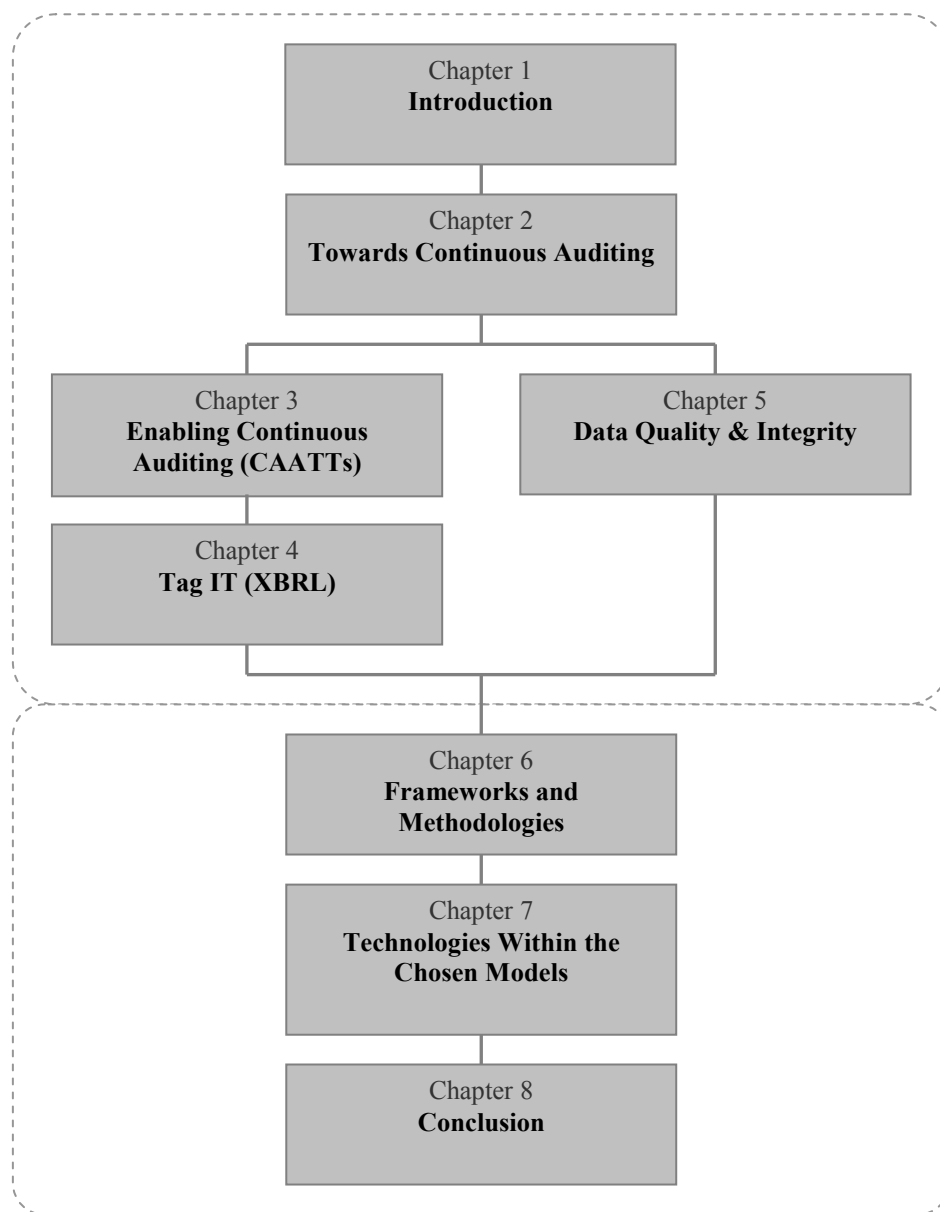 Chapter 1
Introduction
Chapter 2
Towards Continuous Auditing
Chapter 3
Enabling Continuous
Auditing (CAATTs)
Chapter 4
Tag IT (XBRL)
Chapter 5
Data Quality & Integrity
Chapter 6
Frameworks and
Methodologies
Chapter 7
Technologies Within the
Chosen Models
Chapter 8
Conclusion